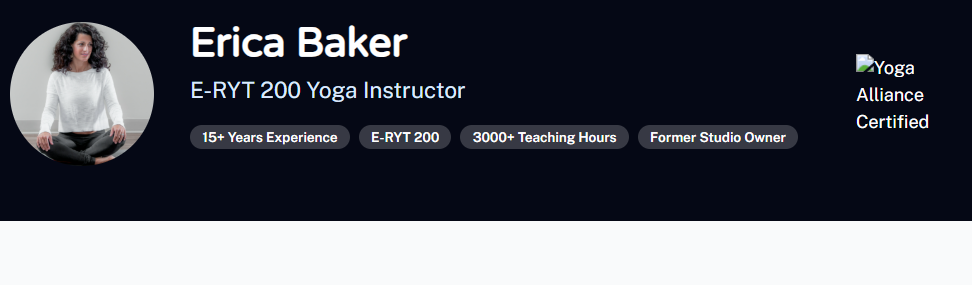 Erica Baker
E-RYT 200 Yoga Instructor
15+ Years Experience E-RYT 200 3000+ Teaching Hours Former Studio Owner
Yoga
Alliance
Certified